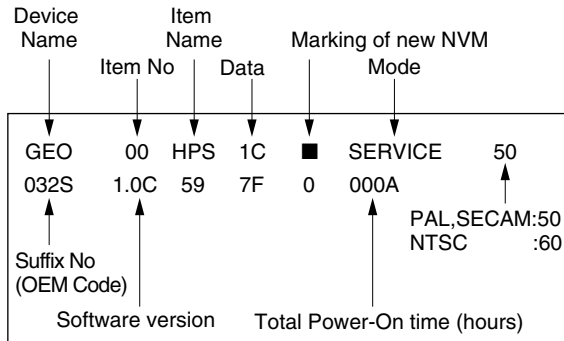 Device Name
Item Name
Item No
Data
Marking of new NVM
Mode
GEO 00 HPS 1C ■ SERVICE 50
032S 1.0C 59 7F 0 000A
PAL,SECAM:50
NTSC :60
Suffix No
(OEM Code)
Software version
Total Power-On time (hours)